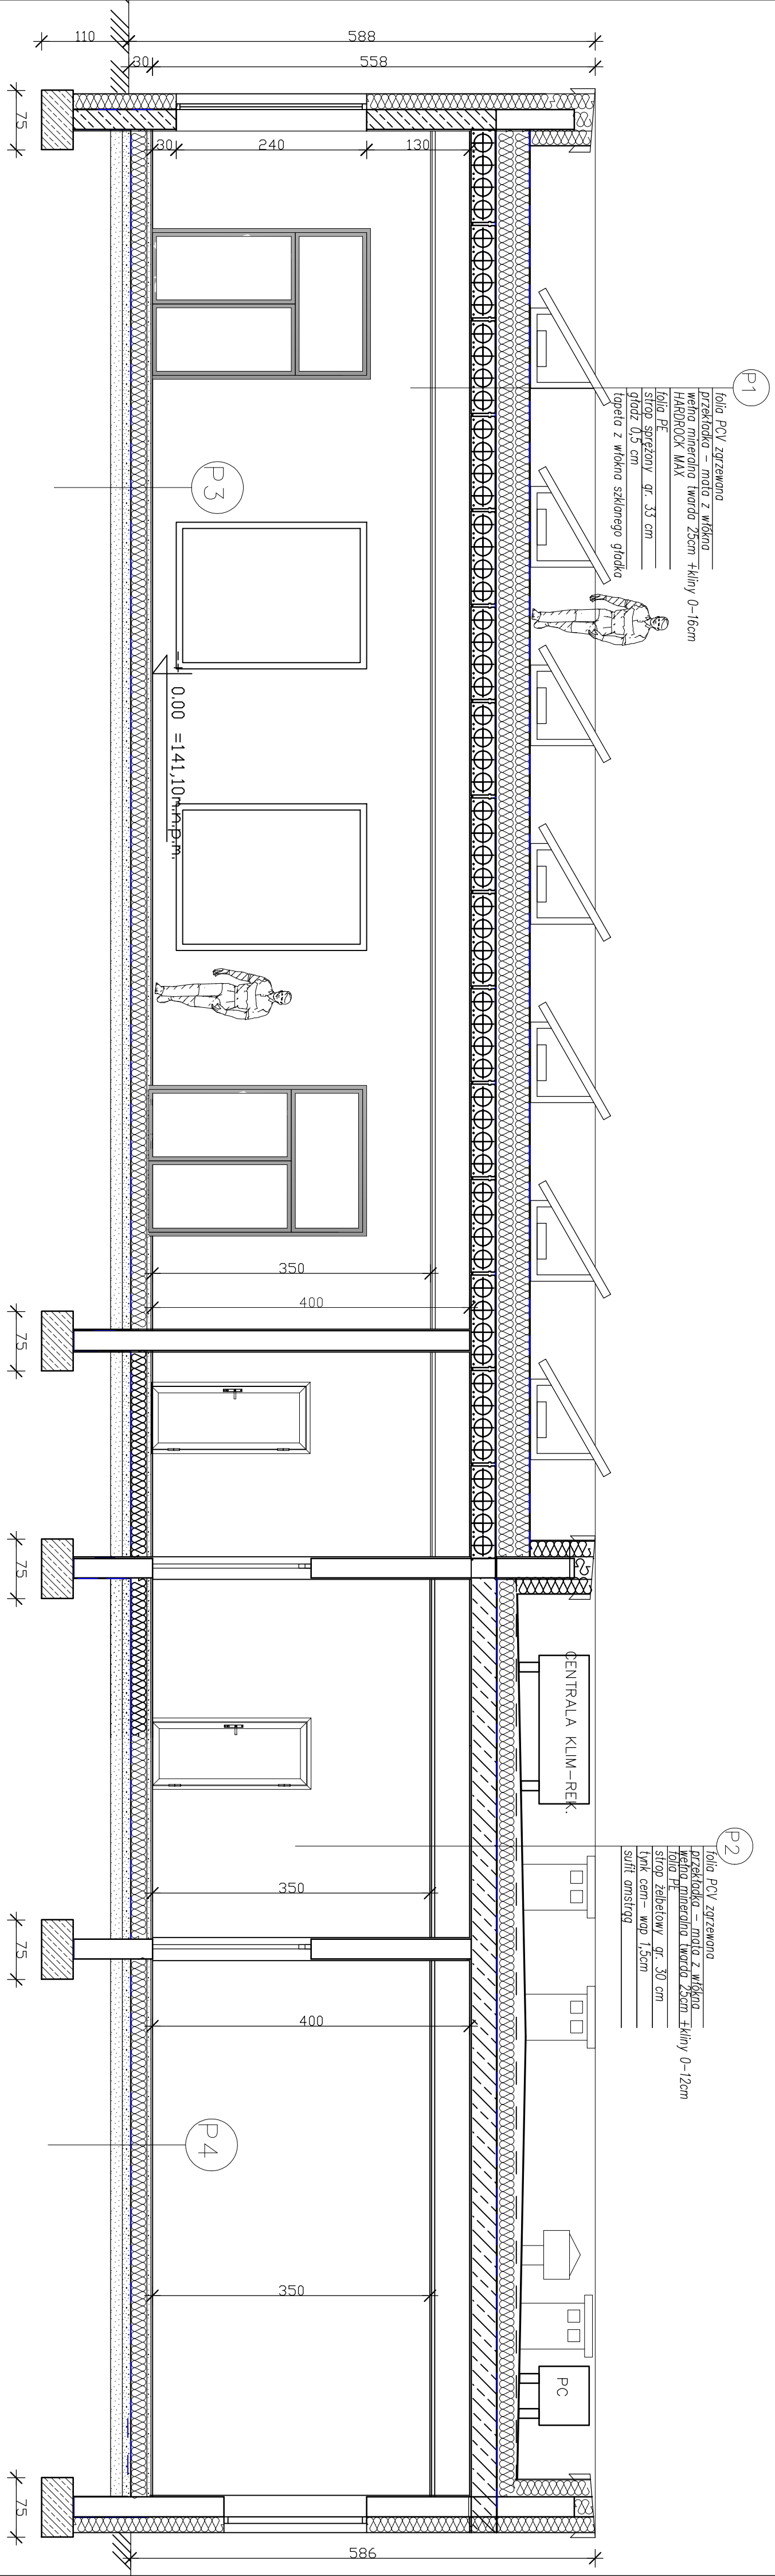 P1
folia PCV zgrzewana
przekładka – mata z włókna
wełna mineralna twarda 25cm +kliny 0–16cm
HARDROCK MAX
folia PE
strop sprężony gr. 33 cm
gładz 0,5 cm
tapeta z włókna szklanego gładka
P2
folia PCV zgrzewana
przekładka – mata z włókna
wełna mineralna twarda 25cm +kliny 0–12cm
folia PE
strop żelbetowy gr. 30 cm
tynk cem– wap 1,5cm
sufit amstrąg
CENTRALA KLIM–REK.
PC
588
558
110
30
30
240
130
P3
+ 0.00 =141,10m.n.p.m.
350
400
350
400
P4
350
586
75
75
75
75
75